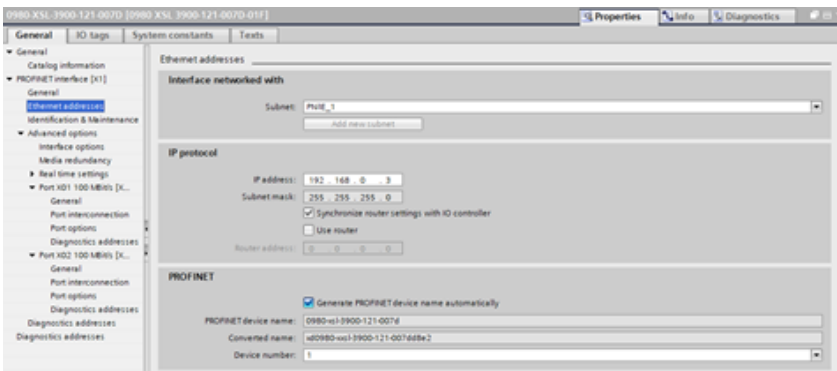 0980-XSL-3900-121-007D [0980 XSL 3900-121-007D-01F]
Properties
Info
Diagnostics
General
IO tags
System constants
Texts
General
Catalog information
PROFINET interface [X1]
General
Ethernet addresses
Identification & Maintenance
Advanced options
Interface options
Media redundancy
Real time settings
Port X01 100 MBit/s [X...
General
Port interconnection
Port options
Diagnostics addresses
Port X02 100 MBit/s [X...
General
Port interconnection
Port options
Diagnostics addresses
Diagnostics addresses
Diagnostics addresses
Ethernet addresses
Interface networked with
Subnet: PN/IE_1
Add new subnet
IP protocol
IP address: 192 . 168 . 0 . 3
Subnet mask: 255 . 255 . 255 . 0
Synchronize router settings with IO controller
Use router
Router address: 0 . 0 . 0 . 0
PROFINET
Generate PROFINET device name automatically
PROFINET device name: 0980-xsl-3900-121-007d
Converted name: xd0980-xxsl-3900-121-007dd8e2
Device number: 1